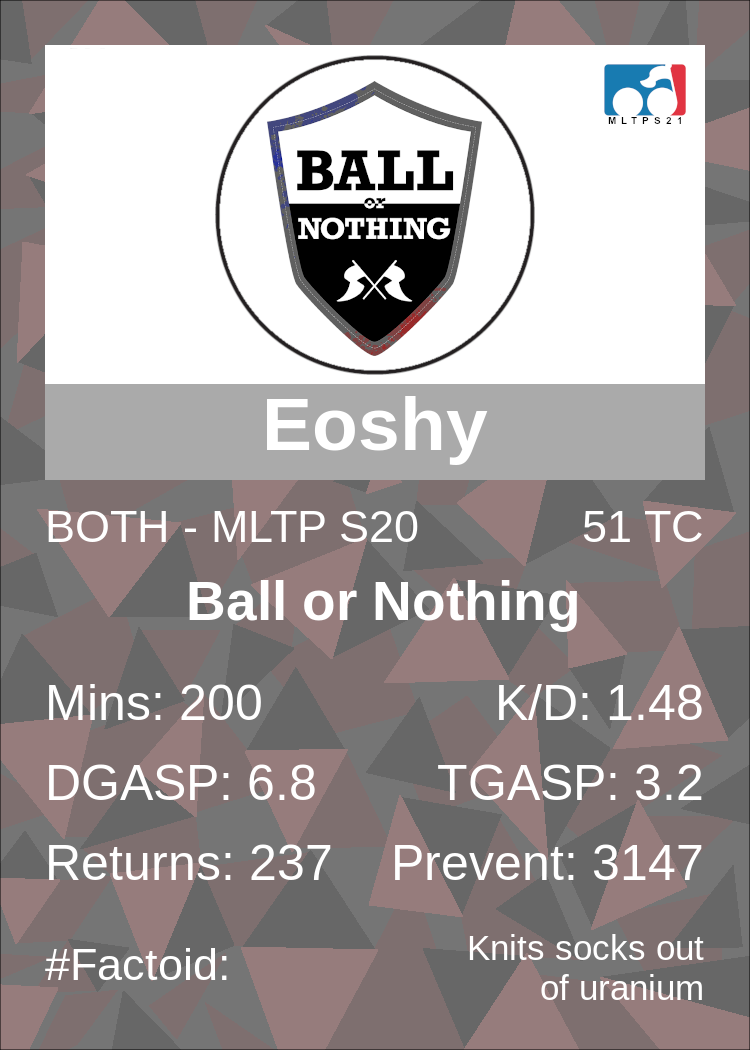 BALL
or
NOTHING
MLTPS21
Eoshy
BOTH - MLTP S20 51 TC
Ball or Nothing
Mins: 200 K/D: 1.48
DGASP: 6.8 TGASP: 3.2
Returns: 237 Prevent: 3147
#Factoid: Knits socks out
of uranium